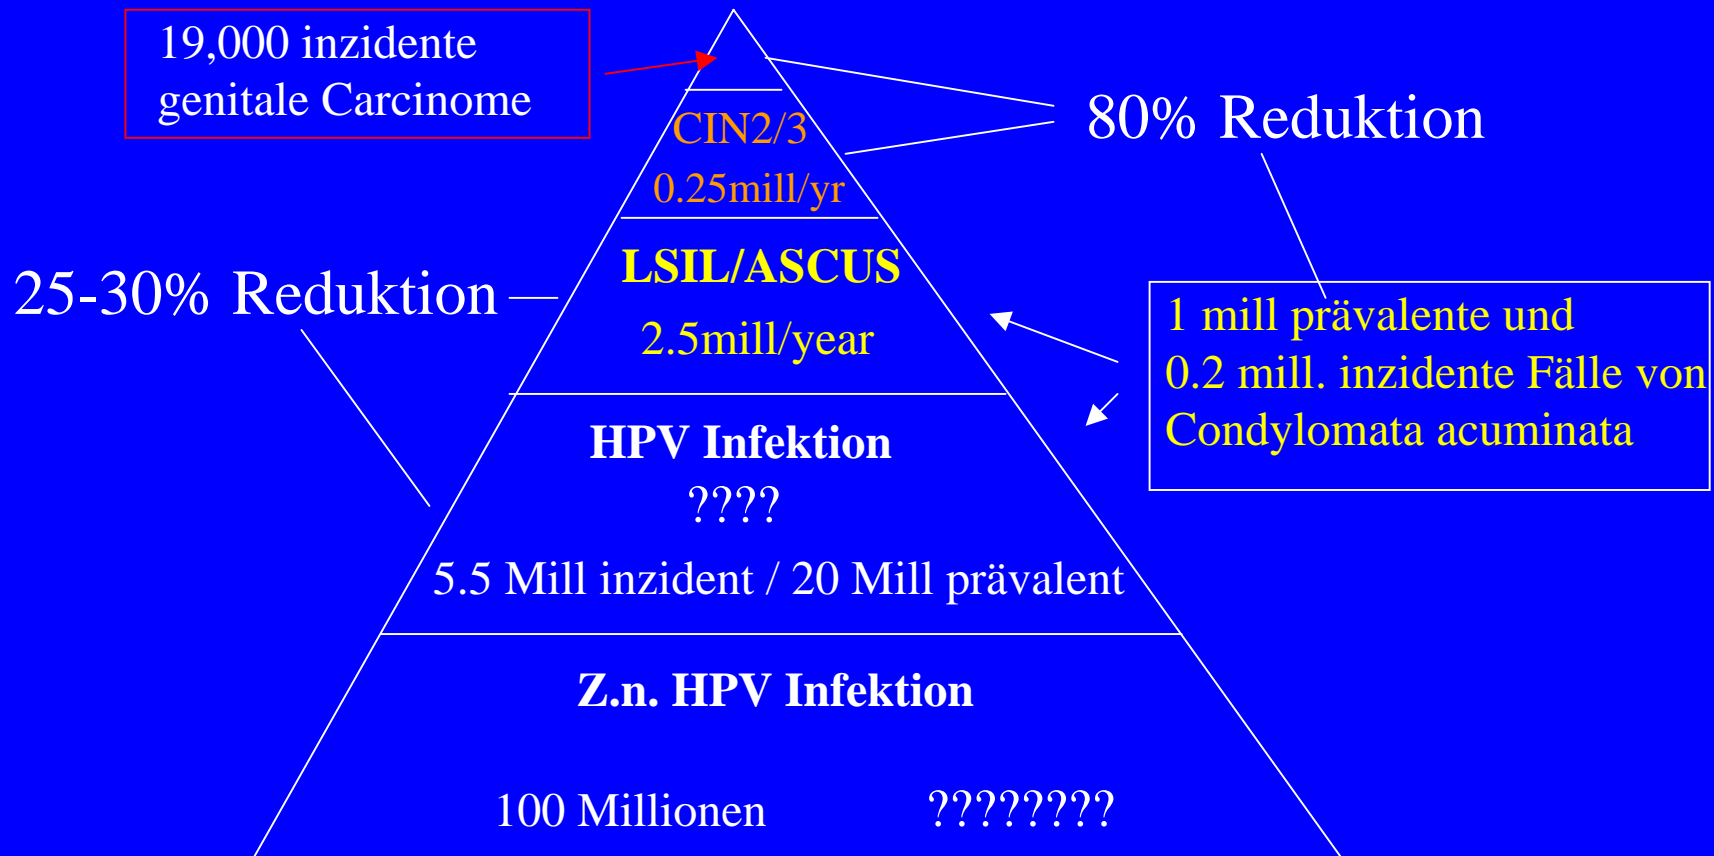 19,000 inzidente
genitale Carcinome
CIN2/3
0.25mill/yr
80% Reduktion
LSIL/ASCUS
2.5mill/year
25-30% Reduktion
1 mill prävalente und
0.2 mill. inzidente Fälle von
Condylomata acuminata
HPV Infektion
????
5.5 Mill inzident / 20 Mill prävalent
Z.n. HPV Infektion
100 Millionen ????????